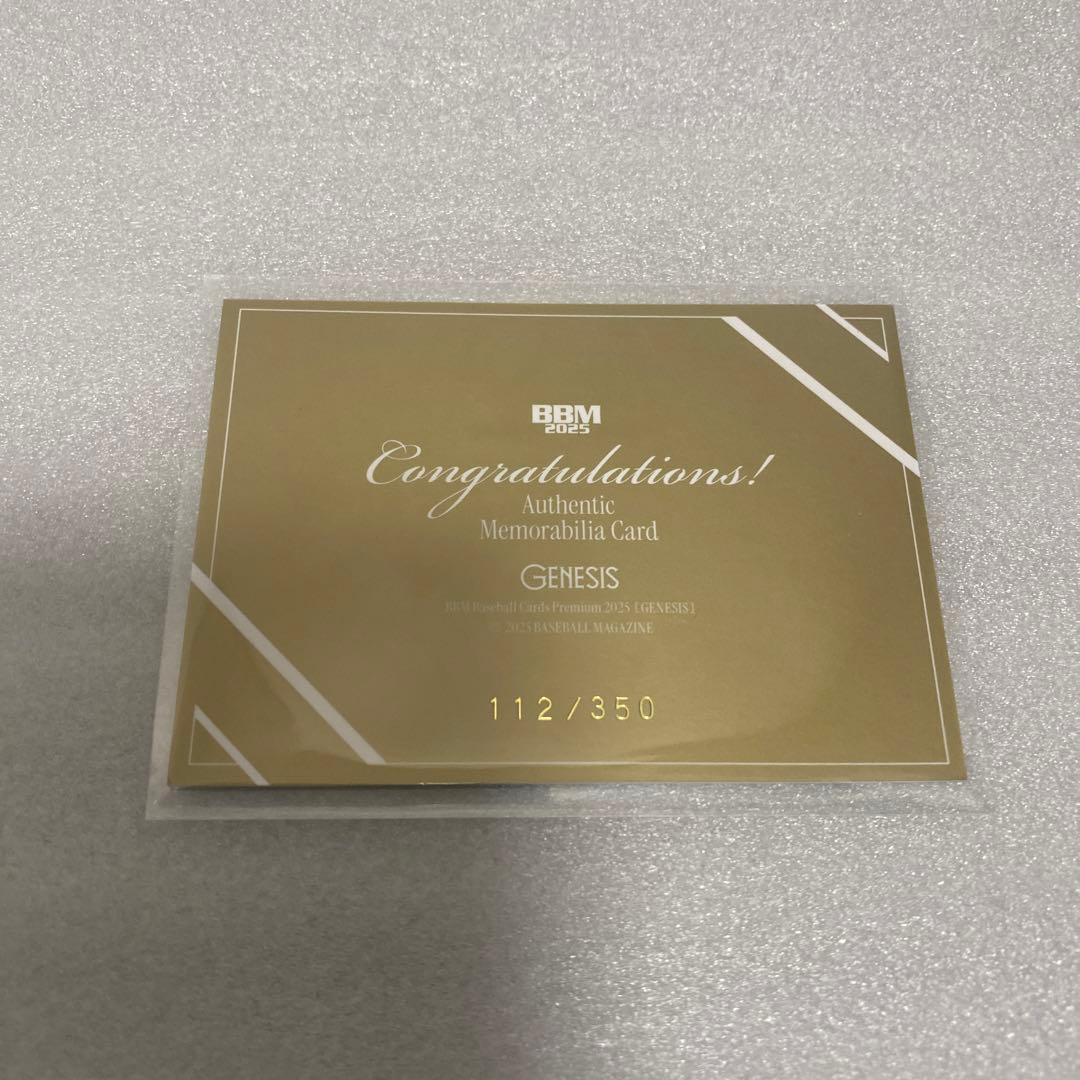 BBM
2025
Congratulations!
Authentic
Memorabilia Card
GENESIS
BBM Baseball Cards Premium 2025 [GENESIS]
© 2025 BASEBALL MAGAZINE
112/350